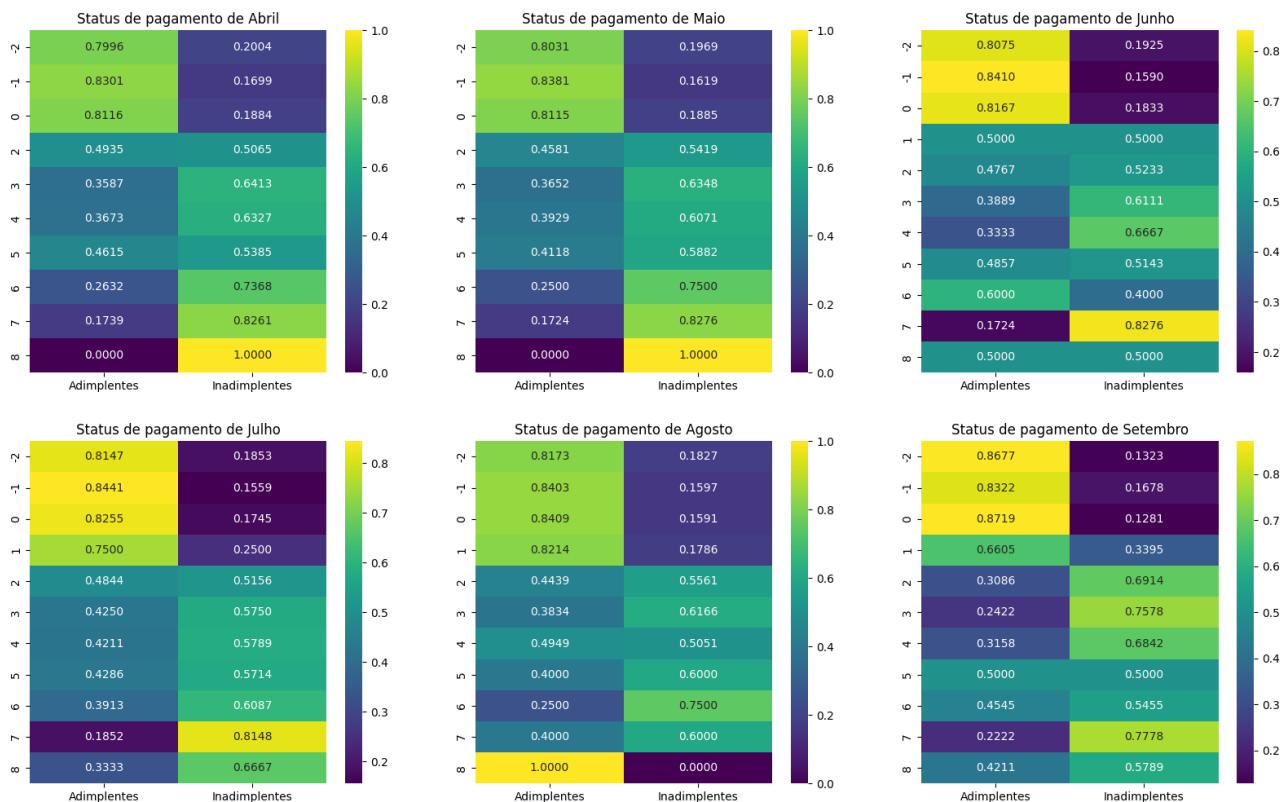 Status de pagamento de Abril
-2 0.7996 0.2004
-1 0.8301 0.1699
0 0.8116 0.1884
2 0.4935 0.5065
3 0.3587 0.6413
4 0.3673 0.6327
5 0.4615 0.5385
6 0.2632 0.7368
7 0.1739 0.8261
8 0.0000 1.0000
Adimplentes Inadimplentes
1.0
0.8
0.6
0.4
0.2
0.0
Status de pagamento de Maio
-2 0.8031 0.1969
-1 0.8381 0.1619
0 0.8115 0.1885
2 0.4581 0.5419
3 0.3652 0.6348
4 0.3929 0.6071
5 0.4118 0.5882
6 0.2500 0.7500
7 0.1724 0.8276
8 0.0000 1.0000
Adimplentes Inadimplentes
1.0
0.8
0.6
0.4
0.2
0.0
Status de pagamento de Junho
-2 0.8075 0.1925
-1 0.8410 0.1590
0 0.8167 0.1833
1 0.5000 0.5000
2 0.4767 0.5233
3 0.3889 0.6111
4 0.3333 0.6667
5 0.4857 0.5143
6 0.6000 0.4000
7 0.1724 0.8276
8 0.5000 0.5000
Adimplentes Inadimplentes
0.8
0.7
0.6
0.5
0.4
0.3
0.2
Status de pagamento de Julho
-2 0.8147 0.1853
-1 0.8441 0.1559
0 0.8255 0.1745
1 0.7500 0.2500
2 0.4844 0.5156
3 0.4250 0.5750
4 0.4211 0.5789
5 0.4286 0.5714
6 0.3913 0.6087
7 0.1852 0.8148
8 0.3333 0.6667
Adimplentes Inadimplentes
0.8
0.7
0.6
0.5
0.4
0.3
0.2
Status de pagamento de Agosto
-2 0.8173 0.1827
-1 0.8403 0.1597
0 0.8409 0.1591
1 0.8214 0.1786
2 0.4439 0.5561
3 0.3834 0.6166
4 0.4949 0.5051
5 0.4000 0.6000
6 0.2500 0.7500
7 0.4000 0.6000
8 1.0000 0.0000
Adimplentes Inadimplentes
1.0
0.8
0.6
0.4
0.2
0.0
Status de pagamento de Setembro
-2 0.8677 0.1323
-1 0.8322 0.1678
0 0.8719 0.1281
1 0.6605 0.3395
2 0.3086 0.6914
3 0.2422 0.7578
4 0.3158 0.6842
5 0.5000 0.5000
6 0.4545 0.5455
7 0.2222 0.7778
8 0.4211 0.5789
Adimplentes Inadimplentes
0.8
0.7
0.6
0.5
0.4
0.3
0.2